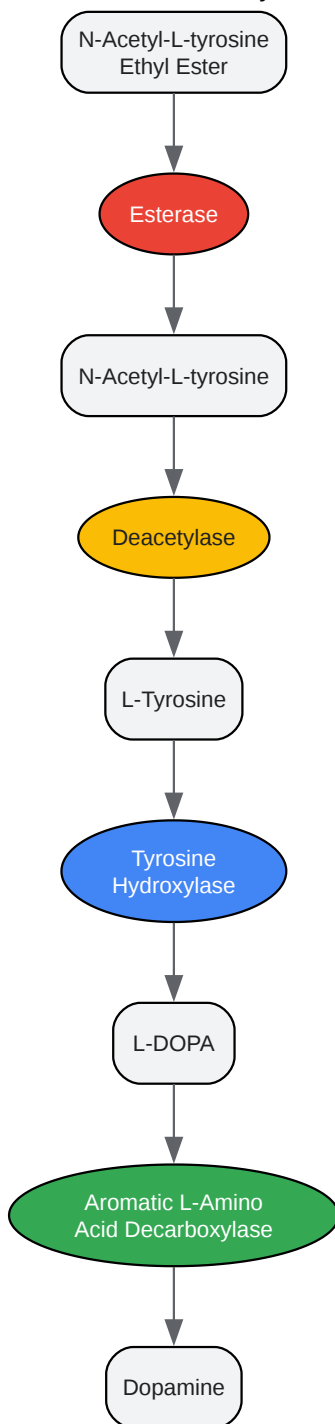 N-Acetyl-L-tyrosine
Ethyl Ester
Esterase
N-Acetyl-L-tyrosine
Deacetylase
L-Tyrosine
Tyrosine
Hydroxylase
L-DOPA
Aromatic L-Amino
Acid Decarboxylase
Dopamine